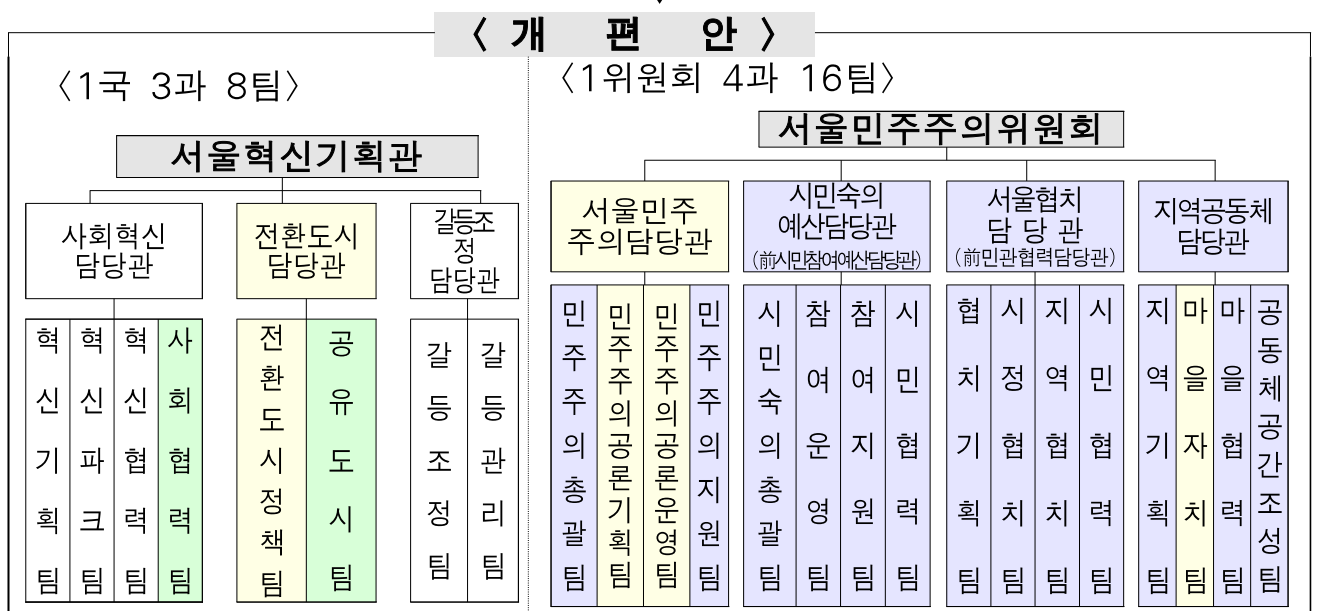 〈 개 편 안 〉
〈1국 3과 8팀〉
서울혁신기획관
사회혁신
담당관
전환도시
담당관
갈등조
정
담당관
혁신기획팀
혁신파크팀
혁신협력팀
사회협력팀
전환도시정책팀
공유도시팀
갈등조정팀
갈등관리팀
〈1위원회 4과 16팀〉
서울민주주의위원회
서울민주
주의담당관
시민숙의
예산담당관
(前시민참여예산담당관)
서울협치
담 당 관
(前민관협력담당관)
지역공동체
담당관
민주주의총괄팀
민주주의공론기획팀
민주주의공론운영팀
민주주의지원팀
시민숙의총괄팀
참여운영팀
참여지원팀
시민협력팀
협치기획팀
시정협치팀
지역협치팀
시민협력팀
지역기획팀
마을자치팀
마을협력팀
공동체공간조성팀